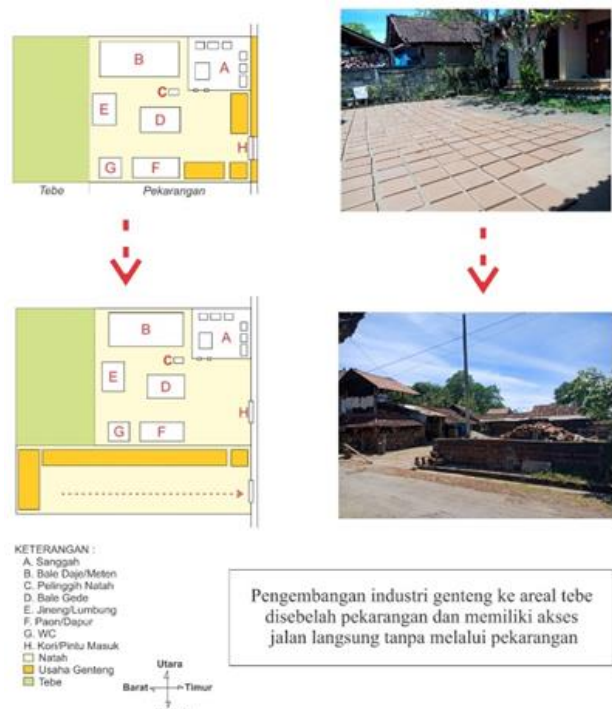 B
A
C
E
D
H
G
F
Tebe
Pekarangan
B
A
C
E
D
H
G
F
KETERANGAN :
A. Sanggah
B. Bale Daje/Meten
C. Pelinggih Natah
D. Bale Gede
E. Jineng/Lumbung
F. Paon/Dapur
G. WC
H. Kori/Pintu Masuk
Natah
Usaha Genteng
Tebe
Utara
Barat
Timur
Pengembangan industri genteng ke areal tebe
disebelah pekarangan dan memiliki akses
jalan langsung tanpa melalui pekarangan